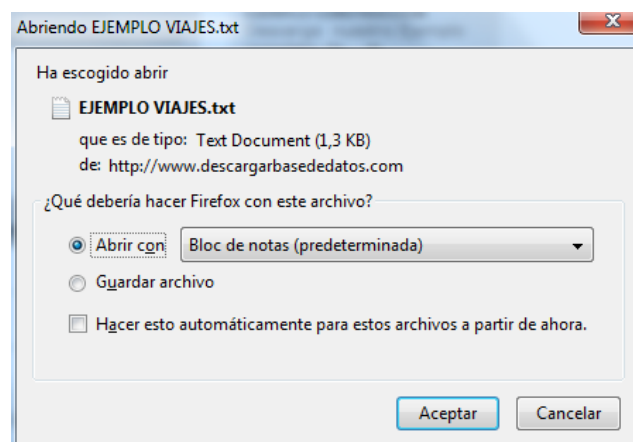 Abriendo EJEMPLO VIAJES.txt
Ha escogido abrir
EJEMPLO VIAJES.txt
que es de tipo: Text Document (1,3 KB)
de: http://www.descargarbasededatos.com
¿Qué debería hacer Firefox con este archivo?
Abrir con Bloc de notas (predeterminada)
Guardar archivo
Hacer esto automáticamente para estos archivos a partir de ahora.
Aceptar Cancelar